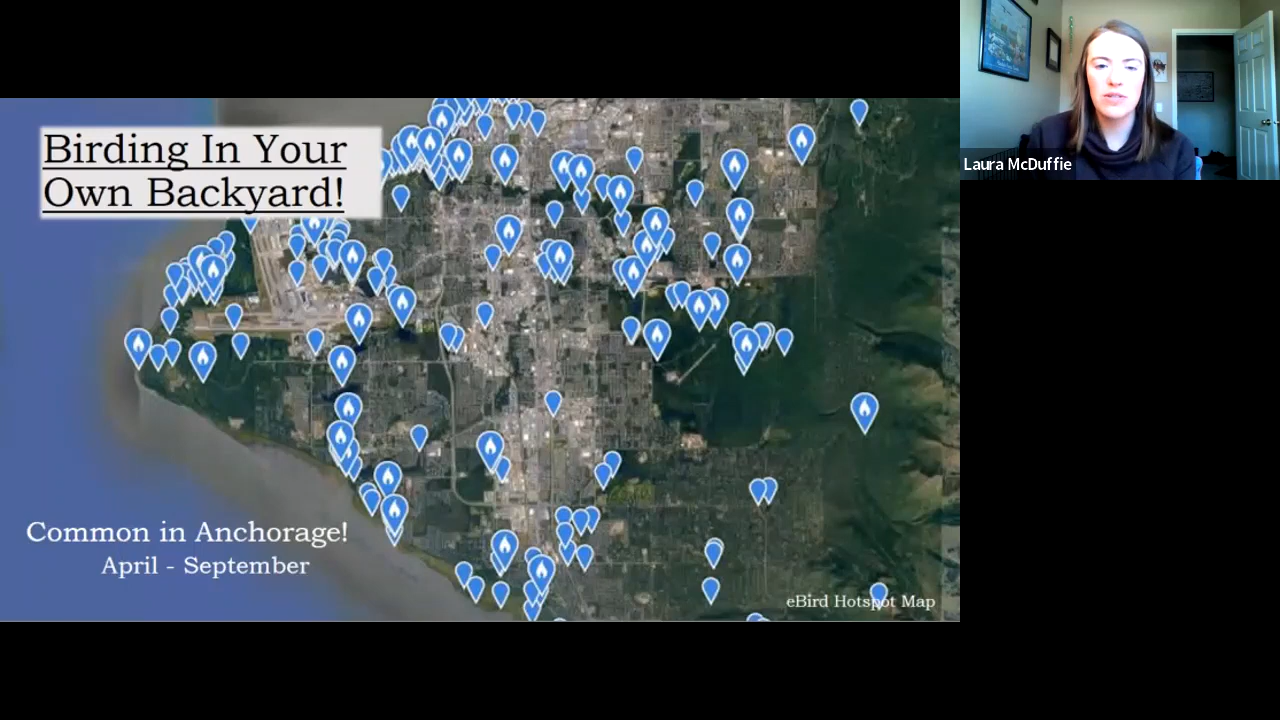 Birding In Your
Own Backyard!
Laura McDuffie
Common in Anchorage!
April - September
eBird Hotspot Map